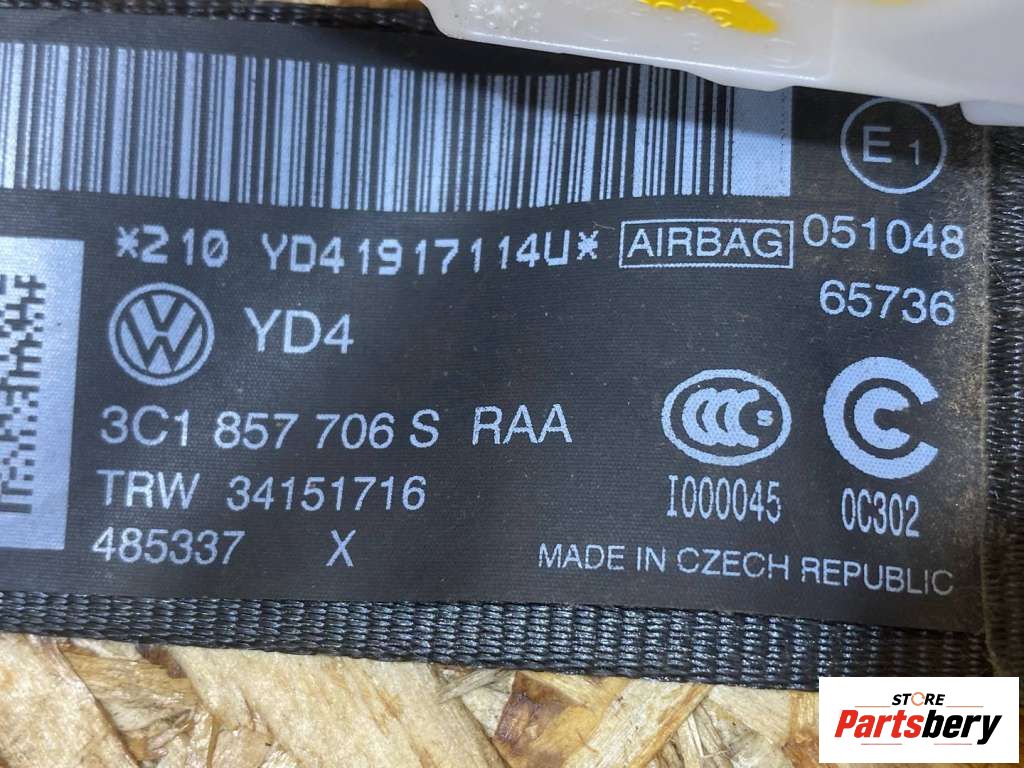 E1
*210 YD41917114U* AIRBAG 051048
65736
YD4
3C1 857 706 S RAA
TRW 34151716
485337 X
CCC S
I000045
0C302
MADE IN CZECH REPUBLIC
STORE
Partsbery